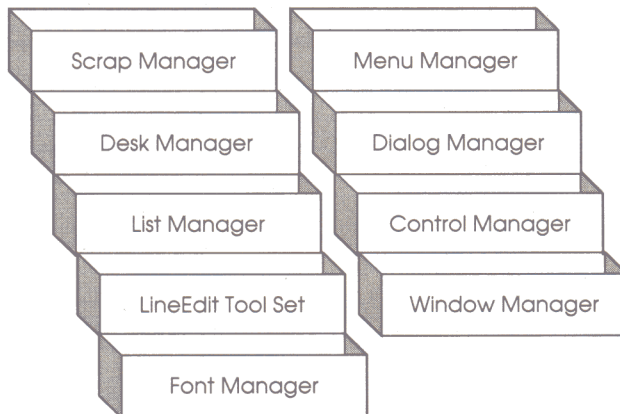 Scrap Manager
Desk Manager
List Manager
LineEdit Tool Set
Font Manager
Menu Manager
Dialog Manager
Control Manager
Window Manager